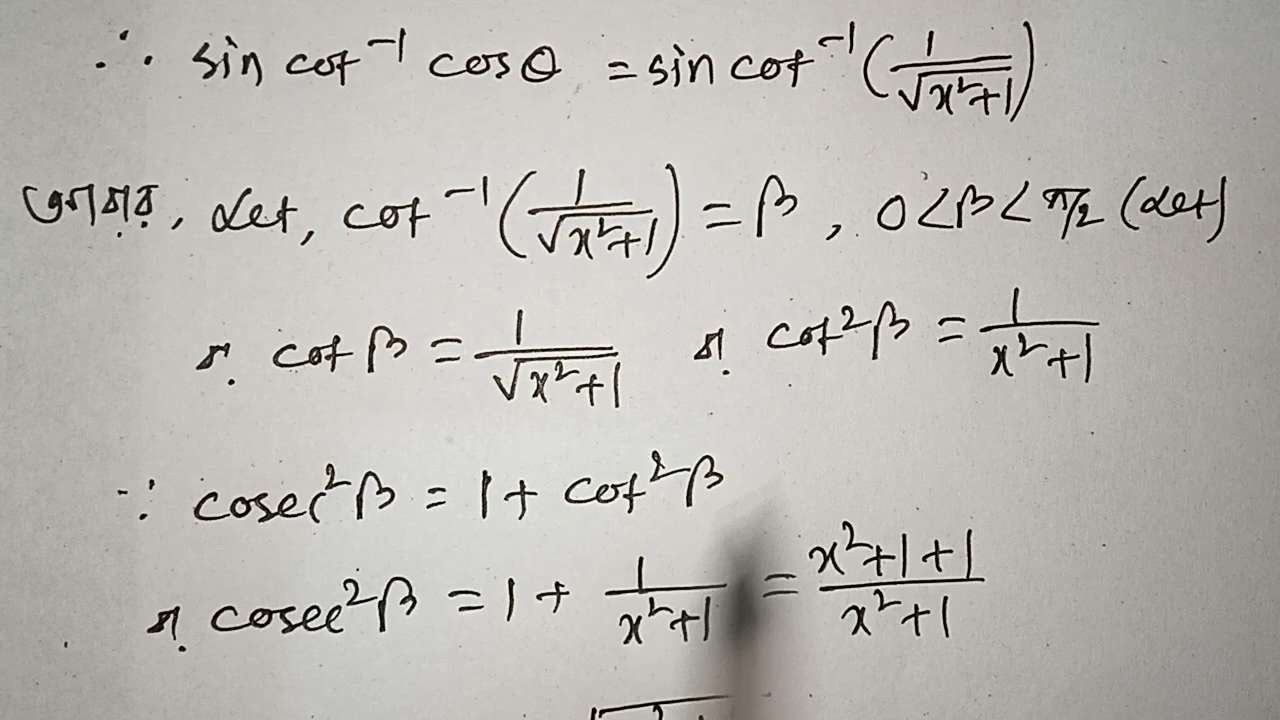 ∴ sin cot⁻¹ cosθ = sin cot⁻¹ (1/√(x²+1))
Let, cot⁻¹ (1/√(x²+1)) = β, 0<β<π/2 (Let)
বা, cot β = 1/√(x²+1) বা, cot²β = 1/(x²+1)
∵ cosec²β = 1 + cot²β
বা, cosec²β = 1 + 1/(x²+1) = (x²+1+1)/(x²+1)